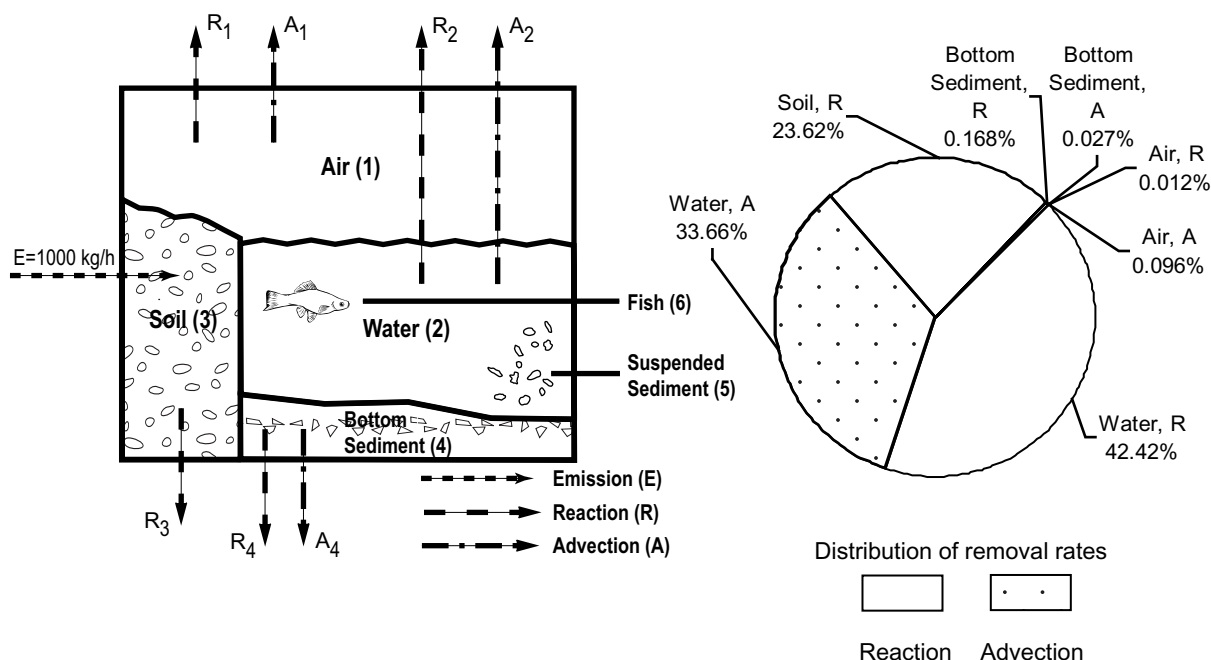 R1
A1
R2
A2
Air (1)
E=1000 kg/h
Soil (3)
Water (2)
Fish (6)
Suspended
Sediment (5)
Bottom
Sediment (4)
R3
R4
A4
Emission (E)
Reaction (R)
Advection (A)
Soil, R
23.62%
Bottom
Sediment,
R
0.168%
Bottom
Sediment,
A
0.027%
Air, R
0.012%
Air, A
0.096%
Water, A
33.66%
Water, R
42.42%
Distribution of removal rates
Reaction
Advection